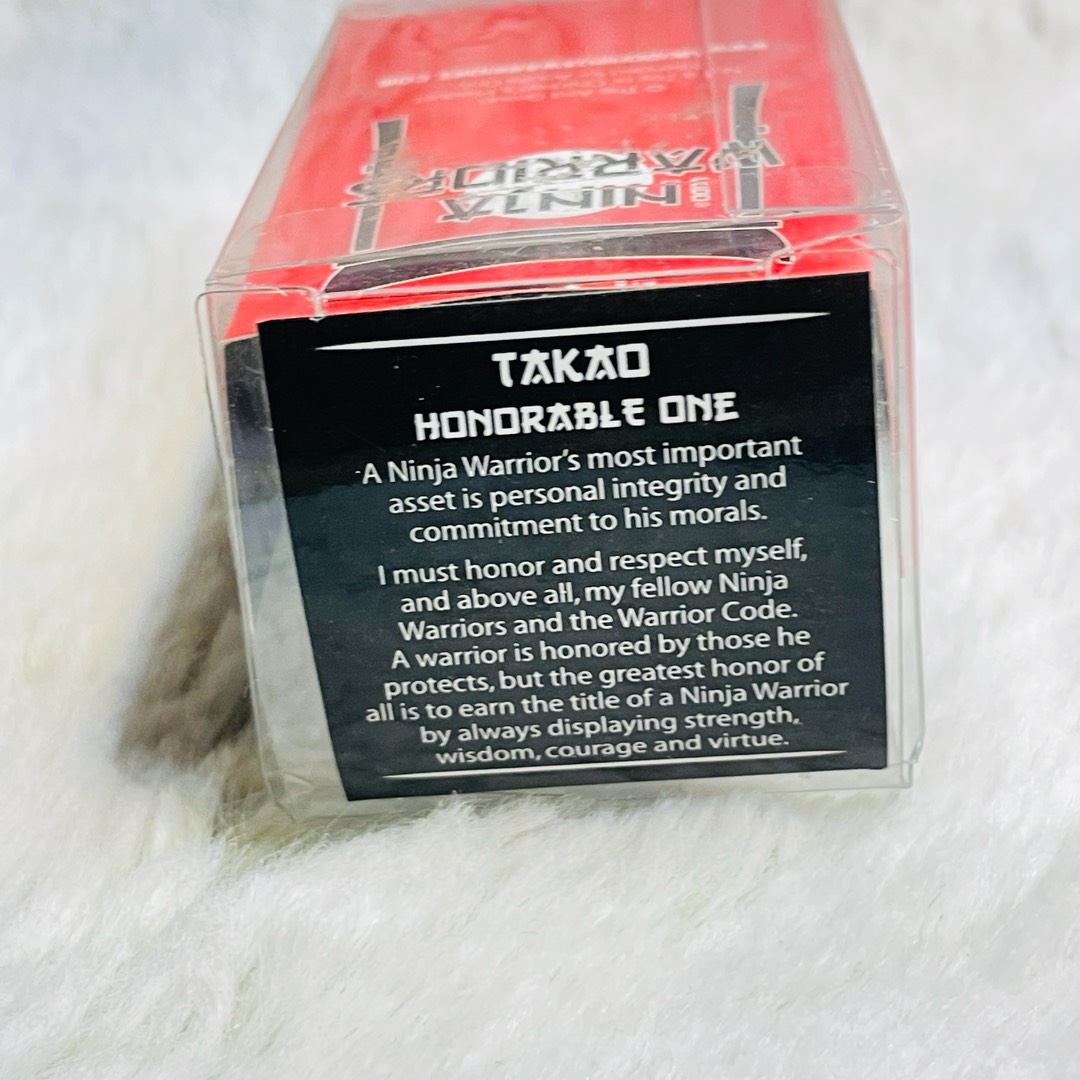 NINJA
WARRIOR
TAKAO
HONORABLE ONE
A Ninja Warrior's most important
asset is personal integrity and
commitment to his morals.
I must honor and respect myself,
and above all, my fellow Ninja
Warriors and the Warrior Code.
A warrior is honored by those he
protects, but the greatest honor of
all is to earn the title of a Ninja Warrior
by always displaying strength,
wisdom, courage and virtue.